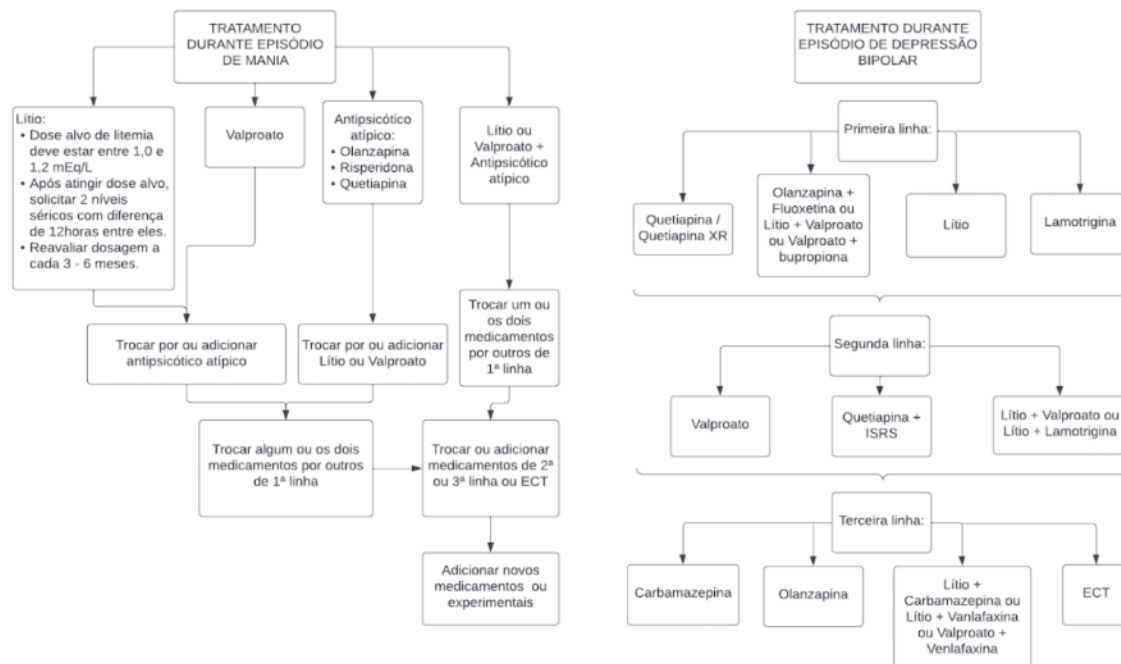 TRATAMENTO
DURANTE EPISÓDIO
DE MANIA
Lítio:
• Dose alvo de litemia
deve estar entre 1,0 e
1,2 mEq/L
• Após atingir dose alvo,
solicitar 2 níveis
séricos com diferença
de 12horas entre eles.
• Reavaliar dosagem a
cada 3 - 6 meses.
Valproato
Antipsicótico
atípico:
• Olanzapina
• Risperidona
• Quetiapina
Lítio ou
Valproato +
Antipsicótico
atípico
Trocar por ou adicionar
antipsicótico atípico
Trocar por ou adicionar
Lítio ou Valproato
Trocar um ou
os dois
medicamentos
por outros de
1ª linha
Trocar algum ou os dois
medicamentos por outros
de 1ª linha
Trocar ou adicionar
medicamentos de 2ª
ou 3ª linha ou ECT
Adicionar novos
medicamentos ou
experimentais
TRATAMENTO DURANTE
EPISÓDIO DE DEPRESSÃO
BIPOLAR
Primeira linha:
Quetiapina /
Quetiapina XR
Olanzapina +
Fluoxetina ou
Lítio + Valproato
ou Valproato +
bupropiona
Lítio
Lamotrigina
Segunda linha:
Valproato
Quetiapina +
ISRS
Lítio + Valproato ou
Lítio + Lamotrigina
Terceira linha:
Carbamazepina
Olanzapina
Lítio +
Carbamazepina ou
Lítio + Vanlafaxina
ou Valproato +
Venlafaxina
ECT